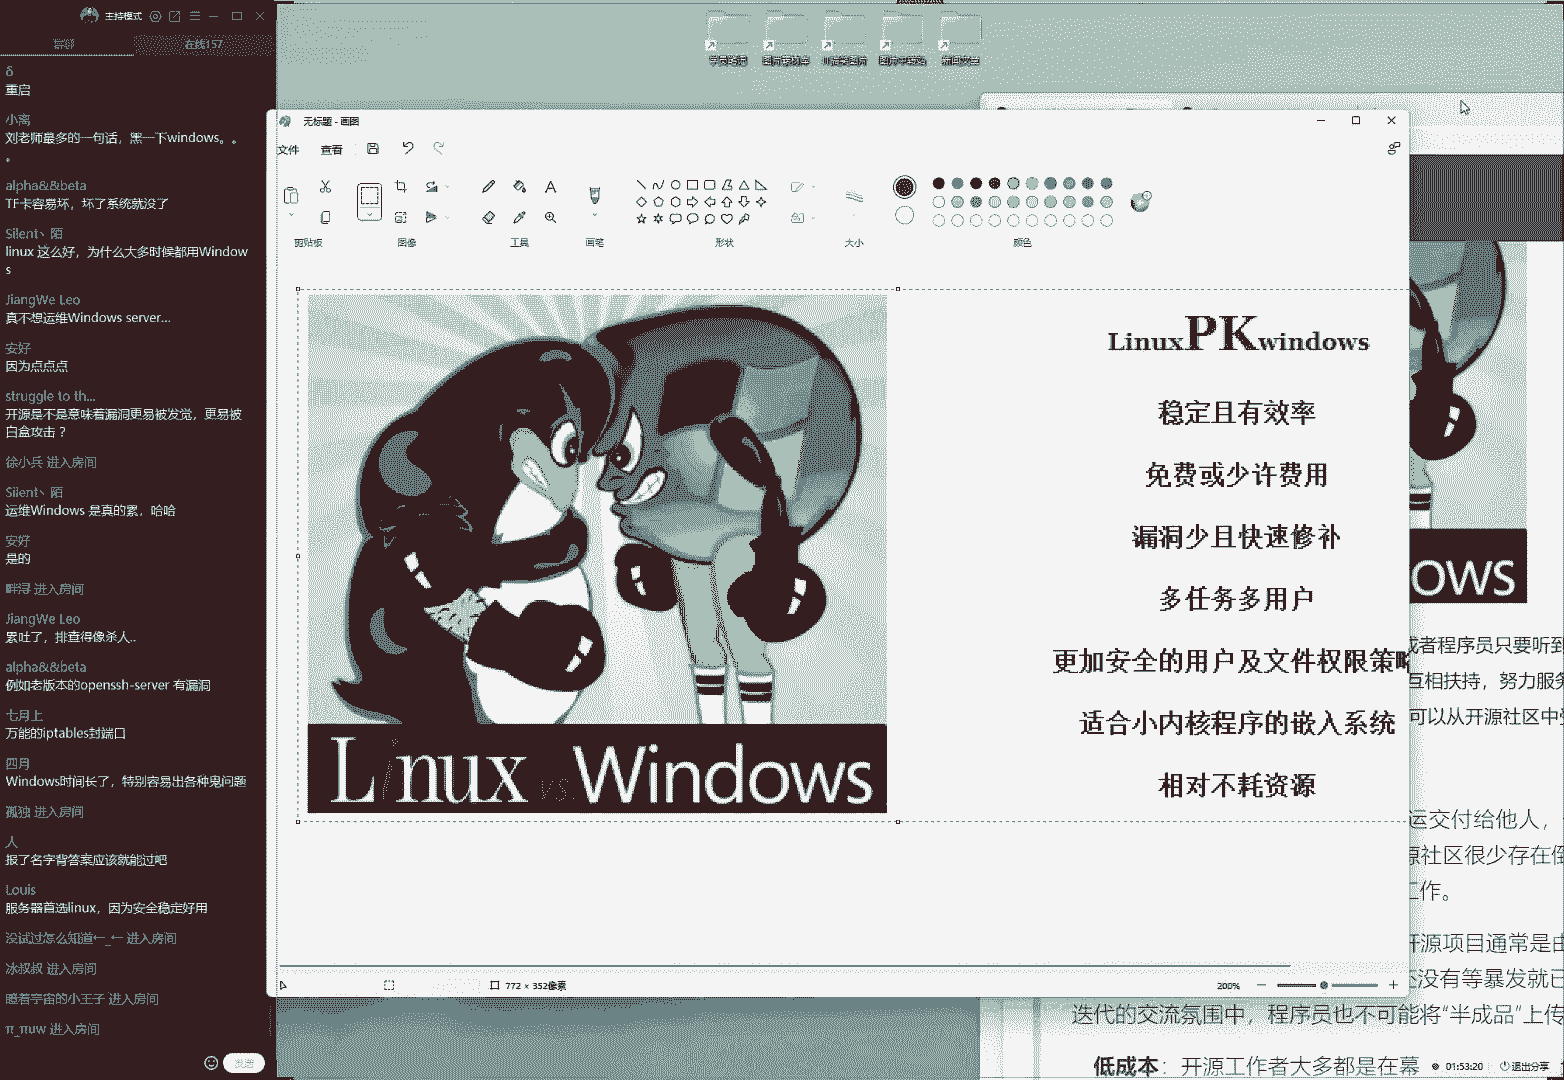 主持模式
在线157
δ
重启
小离
刘老师最多的一句话，黑一下windows。。
。
alpha&&beta
TF卡容易坏，坏了系统就没了
Silent丶 陌
linux 这么好，为什么大多时候都用Window
s
JiangWe Leo
真不想运维Windows server...
安好
因为点点点
struggle to th...
开源是不是意味着漏洞更易被发觉，更易被
白盒攻击？
徐小兵 进入房间
Silent丶 陌
运维Windows 是真的累，哈哈
安好
是的
进入房间
JiangWe Leo
累吐了，排查得像杀人..
alpha&&beta
例如老版本的openssh-server 有漏洞
七月上
万能的iptables封端口
四月
Windows时间长了，特别容易出各种鬼问题
孤独 进入房间
人
报了名字背答案应该就能过吧
Louis
服务器首选linux，因为安全稳定好用
没试过怎么知道←_← 进入房间
冰叔叔 进入房间
瞻着宇宙的小王子 进入房间
π_πuw 进入房间
无标题 - 画图
文件 查看
剪贴板 图像 工具 画笔 形状 大小 颜色
Linux vs Windows
LinuxPKwindows
稳定且有效率
免费或少许费用
漏洞少且快速修补
多任务多用户
更加安全的用户及文件权限策略
适合小内核程序的嵌入系统
相对不耗资源
772 × 352像素
200%
ows
或者程序员只要听到
互相扶持，努力服务
可以从开源社区中
运交付给他人，
源社区很少存在
工作。
开源项目通常是由
还没有等暴发就已
迭代的交流氛围中，程序员也不可能将“半成品”上传
低成本：开源工作者大多都是在幕
01:53:20 退出分享